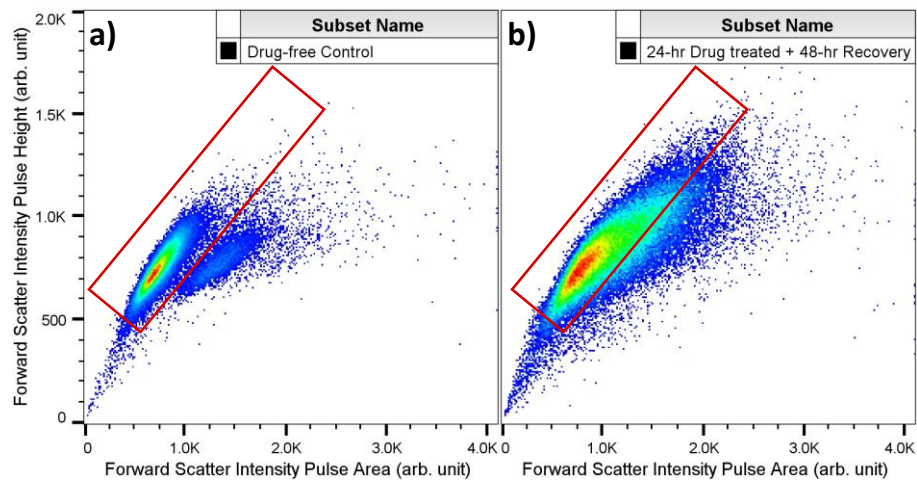 a)
Subset Name
Drug-free Control
b)
Subset Name
24-hr Drug treated + 48-hr Recovery
Forward Scatter Intensity Pulse Height (arb. unit)
2.0K
1.5K
1.0K
500
0
0 1.0K 2.0K 3.0K 4.0K
0 1.0K 2.0K 3.0K 4.0K
Forward Scatter Intensity Pulse Area (arb. unit)
Forward Scatter Intensity Pulse Area (arb. unit)